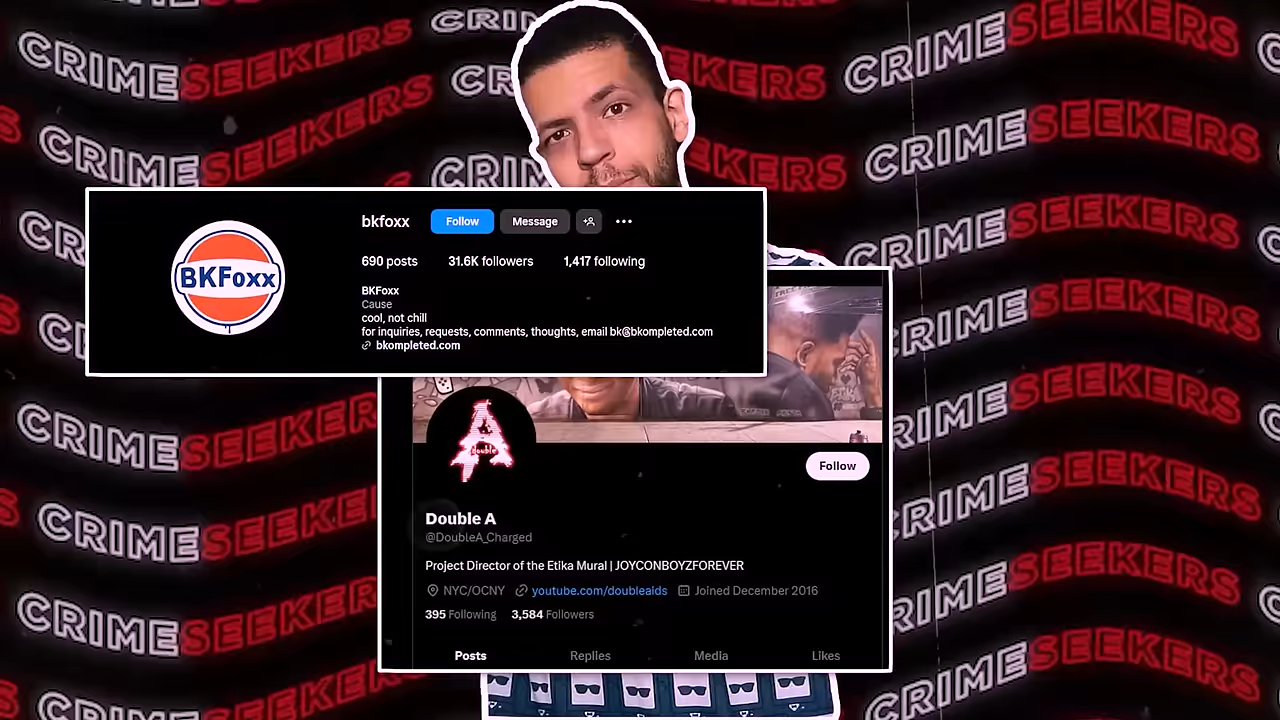 CRIMESEEKERS
BKFoxx
bkfoxx
Follow
Message
690 posts
31.6K followers
1,417 following
BKFoxx
Cause
cool, not chill
for inquiries, requests, comments, thoughts, email bk@bkompleted.com
bkompleted.com
Double
Follow
Double A
@DoubleA_Charged
Project Director of the Etika Mural | JOYCONBOYZFOREVER
NYC/OCNY youtube.com/doubleaids Joined December 2016
395 Following 3,584 Followers
Posts Replies Media Likes